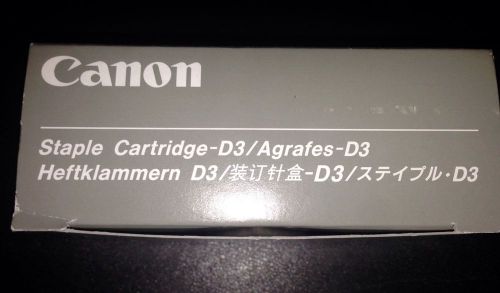 Canon
Staple Cartridge-D3/Agrafes-D3
Heftklammern D3/装订针盒-D3/ステイプル·D3